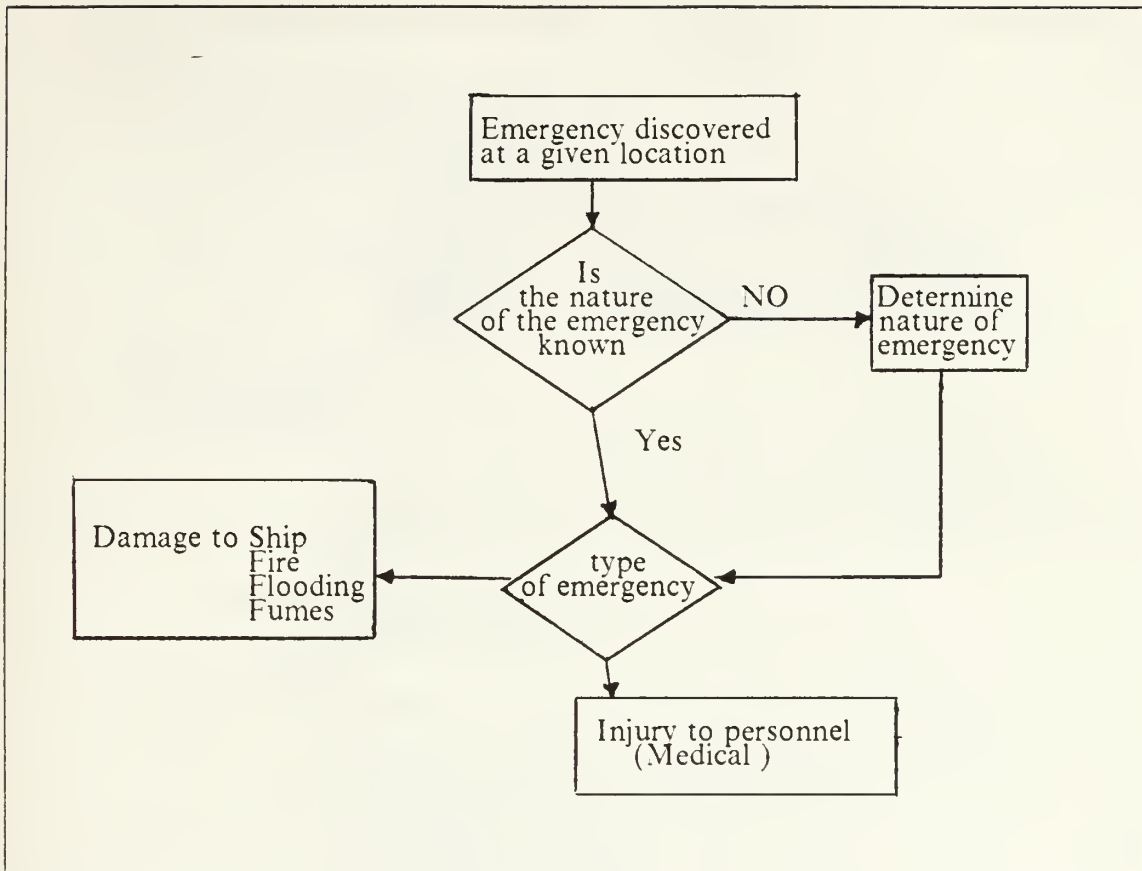 Emergency discovered
at a given location
Is
the nature
of the emergency
known
NO
Determine
nature of
emergency
Yes
Damage to Ship
Fire
Flooding
Fumes
type
of emergency
Injury to personnel
(Medical )